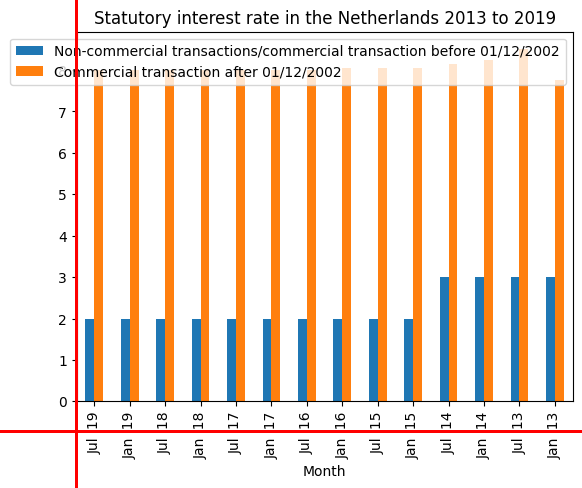 Statutory interest rate in the Netherlands 2013 to 2019
Non-commercial transactions/commercial transaction before 01/12/2002
Commercial transaction after 01/12/2002
7
6
5
4
3
2
1
0
Jul 19
Jan 19
Jul 18
Jan 18
Jul 17
Jan 17
Jul 16
Jan 16
Jul 15
Jan 15
Jul 14
Jan 14
Jul 13
Jan 13
Month